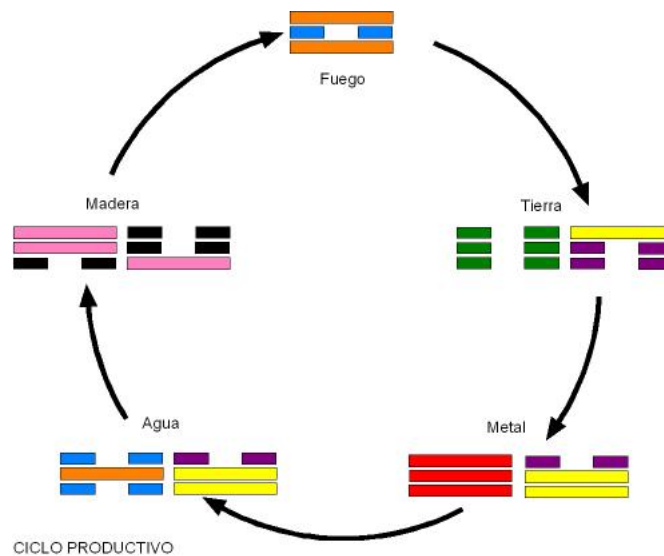 Fuego
Madera
Tierra
Agua
Metal
CICLO PRODUCTIVO